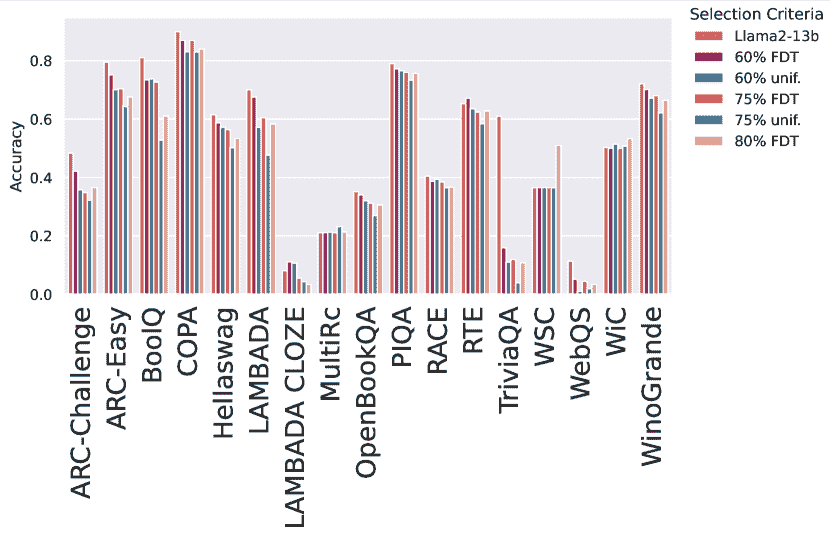 Selection Criteria
Llama2-13b
60% FDT
60% unif.
75% FDT
75% unif.
80% FDT
Accuracy
0.8
0.6
0.4
0.2
0.0
ARC-Challenge
ARC-Easy
BoolQ
COPA
Hellaswag
LAMBADA
LAMBADA CLOZE
MultiRc
OpenBookQA
PIQA
RACE
RTE
TriviaQA
WSC
WebQS
WiC
WinoGrande